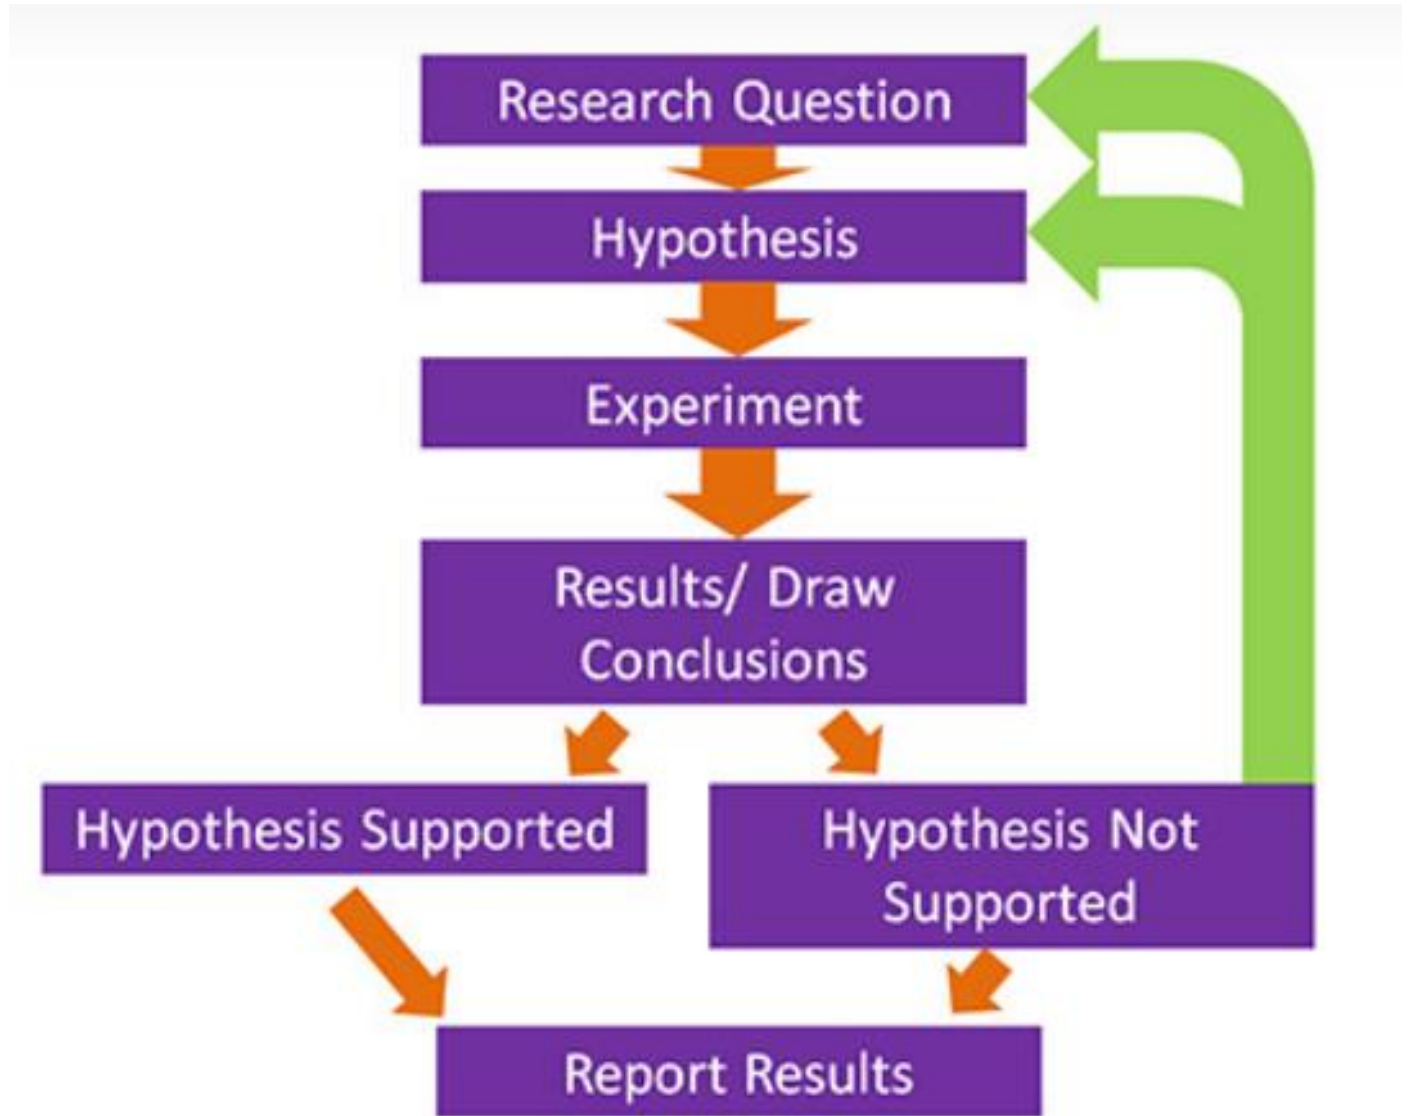 Research Question
Hypothesis
Experiment
Results/ Draw
Conclusions
Hypothesis Supported
Hypothesis Not
Supported
Report Results